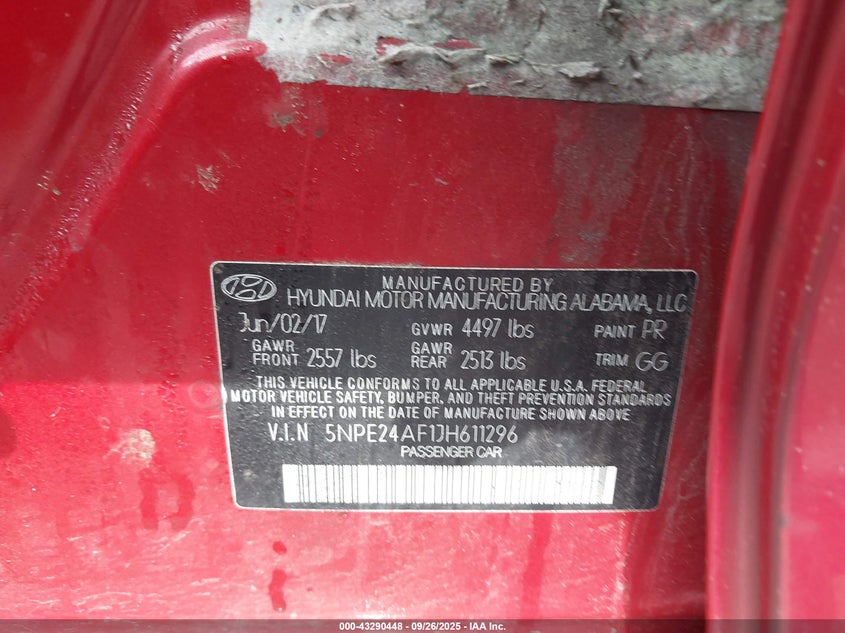 MANUFACTURED BY
HYUNDAI MOTOR MANUFACTURING ALABAMA, LLC
Jun/02/17 GVWR 4497 lbs PAINT PR
GAWR FRONT 2557 lbs GAWR REAR 2513 lbs TRIM GG
THIS VEHICLE CONFORMS TO ALL APPLICABLE U.S.A. FEDERAL
MOTOR VEHICLE SAFETY, BUMPER, AND THEFT PREVENTION STANDARDS
IN EFFECT ON THE DATE OF MANUFACTURE SHOWN ABOVE.
V.I.N 5NPE24AF1JH611296
PASSENGER CAR
000-43290448 - 09/26/2025 - IAA Inc.